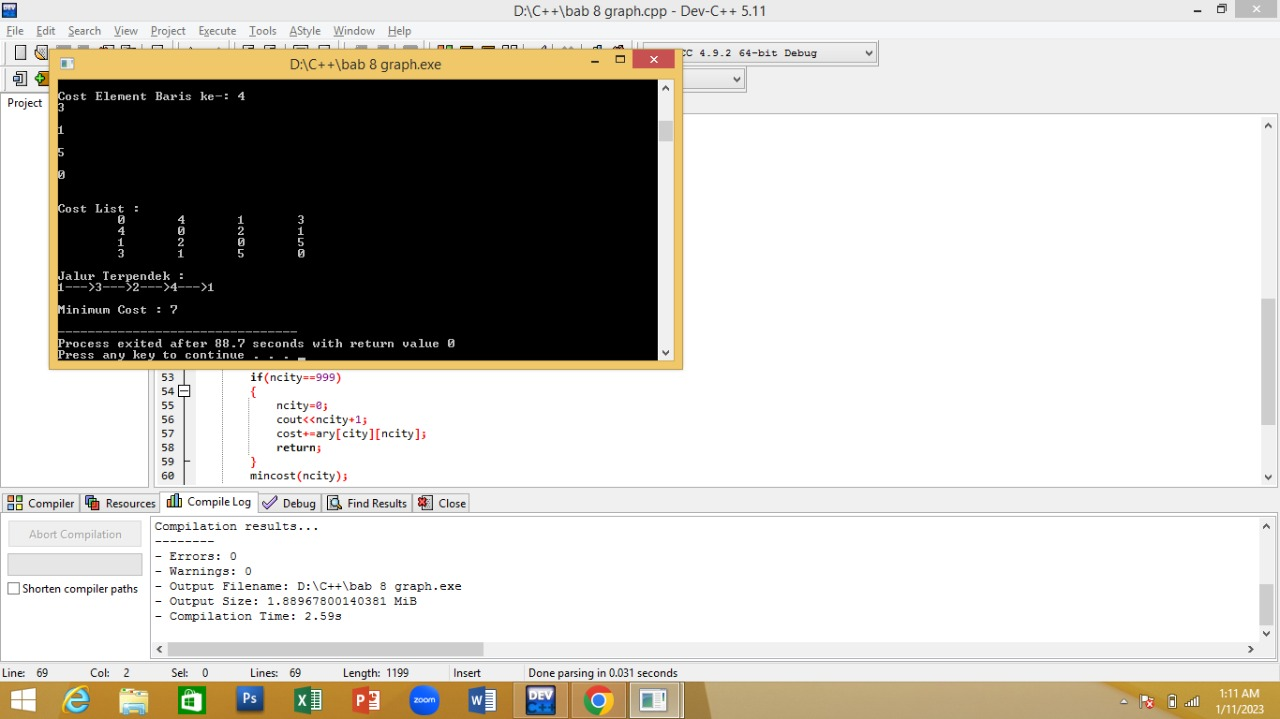 D:\C++\bab 8 graph.cpp - Dev-C++ 5.11
File Edit Search View Project Execute Tools AStyle Window Help
CC 4.9.2 64-bit Debug
D:\C++\bab 8 graph.exe
Project
Cost Element Baris ke-: 4
3
1
5
0
Cost List :
0 4 1 3
4 0 2 1
1 2 0 5
3 1 5 0
Jalur Terpendek :
1--->3--->2--->4--->1
Minimum Cost : 7
--------------------------------
Process exited after 88.7 seconds with return value 0
Press any key to continue . . . _
53 if(ncity==999)
54 {
55 ncity=0;
56 cout<<ncity+1;
57 cost+=ary[city][ncity];
58 return;
59 }
60 mincost(ncity);
Compiler Resources Compile Log Debug Find Results Close
Abort Compilation
Shorten compiler paths
Compilation results...
--------
- Errors: 0
- Warnings: 0
- Output Filename: D:\C++\bab 8 graph.exe
- Output Size: 1.88967800140381 MiB
- Compilation Time: 2.59s
Line: 69 Col: 2 Sel: 0 Lines: 69 Length: 1199 Insert Done parsing in 0.031 seconds
Ps zoom DEV C++
1:11 AM
1/11/2023